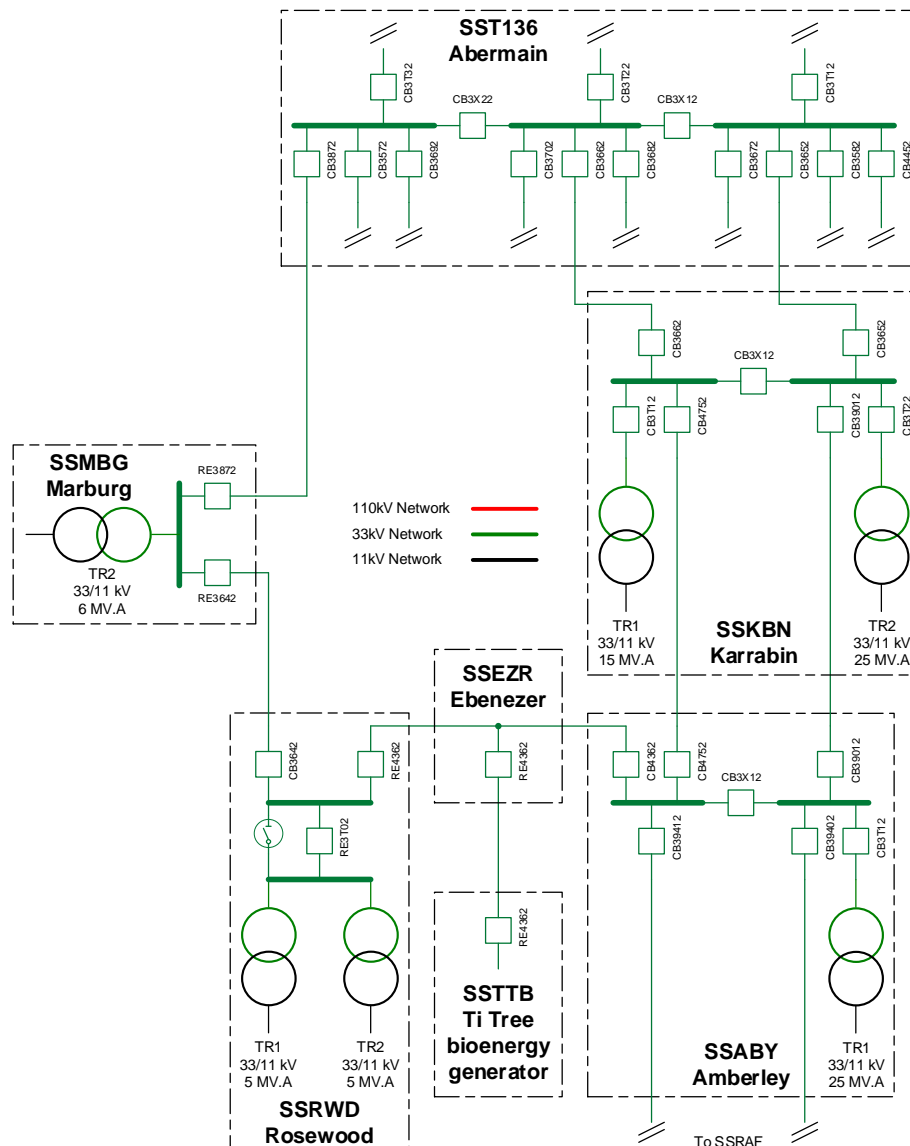 SST136
Abermain
CB3T32
CB3T22
CB3T12
CB3X22
CB3X12
CB3872
CB3572
CB3692
CB3702
CB3662
CB3682
CB3672
CB3652
CB3582
CB4452
CB3662
CB3652
CB3X12
CB3T12
CB4752
CB39012
CB3T22
SSMBG
Marburg
RE3872
TR2
33/11 kV
6 MV.A
RE3642
110kV Network
33kV Network
11kV Network
TR1
33/11 kV
15 MV.A
SSKBN
Karrabin
TR2
33/11 kV
25 MV.A
SSEZR
Ebenezer
CB3642
RE4362
RE4362
CB4362
CB4752
CB39012
CB3X12
RE3T02
CB39412
CB39402
CB3T12
RE4362
SSTTB
Ti Tree
bioenergy
generator
TR1
33/11 kV
5 MV.A
TR2
33/11 kV
5 MV.A
SSRWD
Rosewood
SSABY
Amberley
TR1
33/11 kV
25 MV.A
To SSRAF